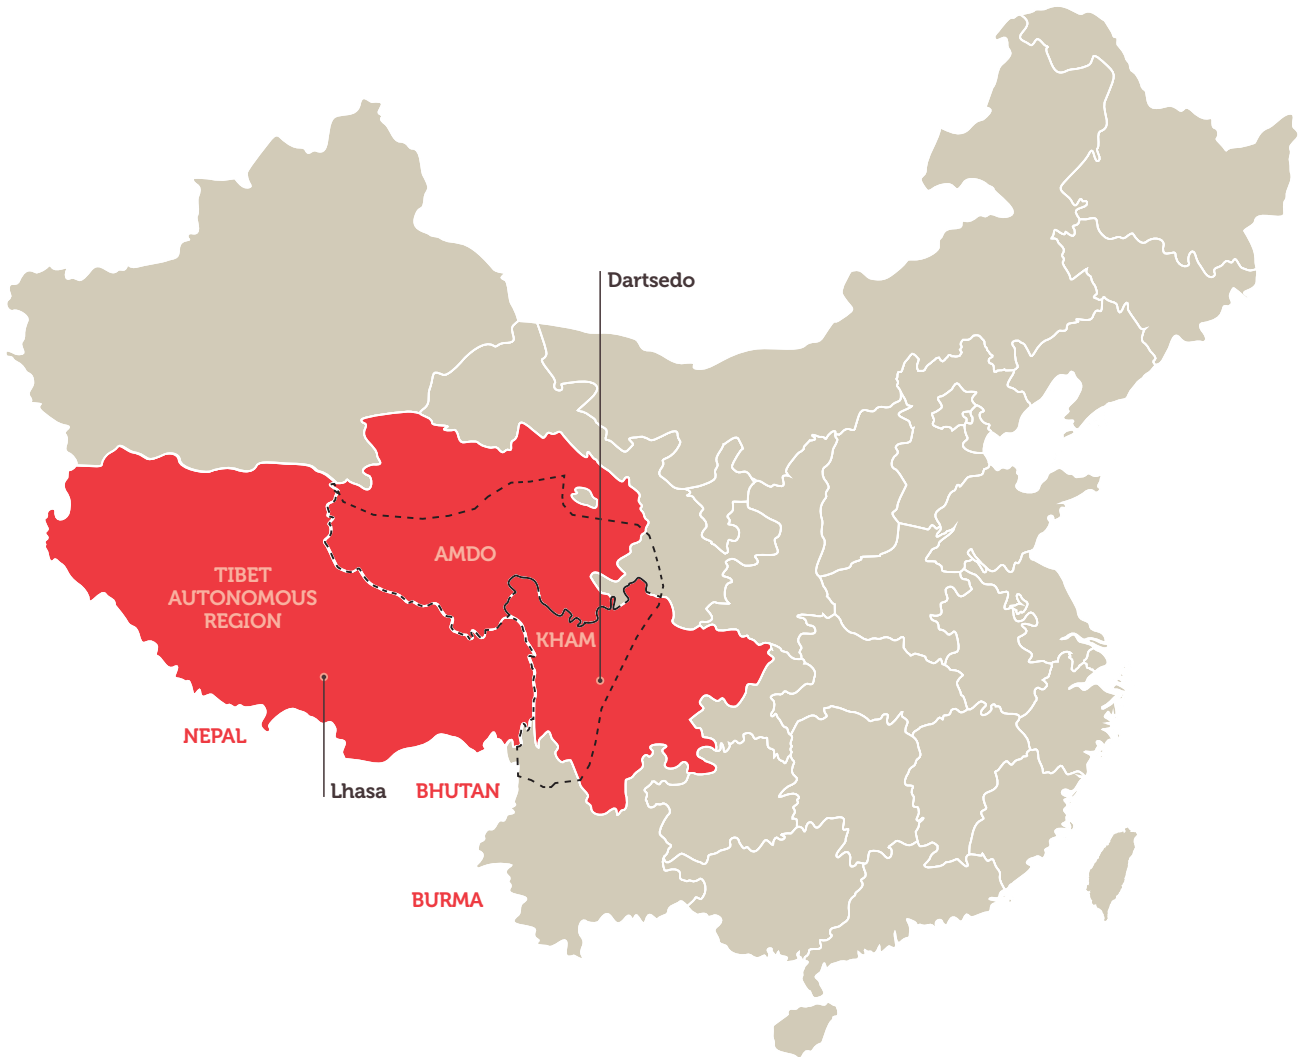 Dartsedo
AMDO
TIBET
AUTONOMOUS
REGION
KHAM
NEPAL
Lhasa
BHUTAN
BURMA